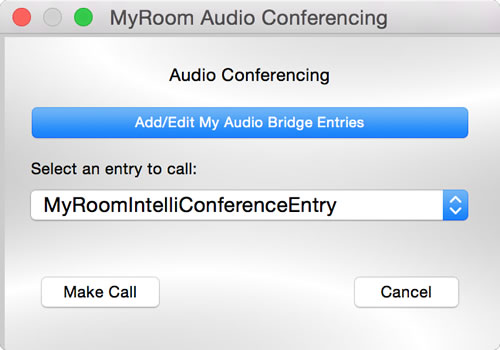 MyRoom Audio Conferencing
Audio Conferencing
Add/Edit My Audio Bridge Entries
Select an entry to call:
MyRoomIntelliConferenceEntry
Make Call
Cancel